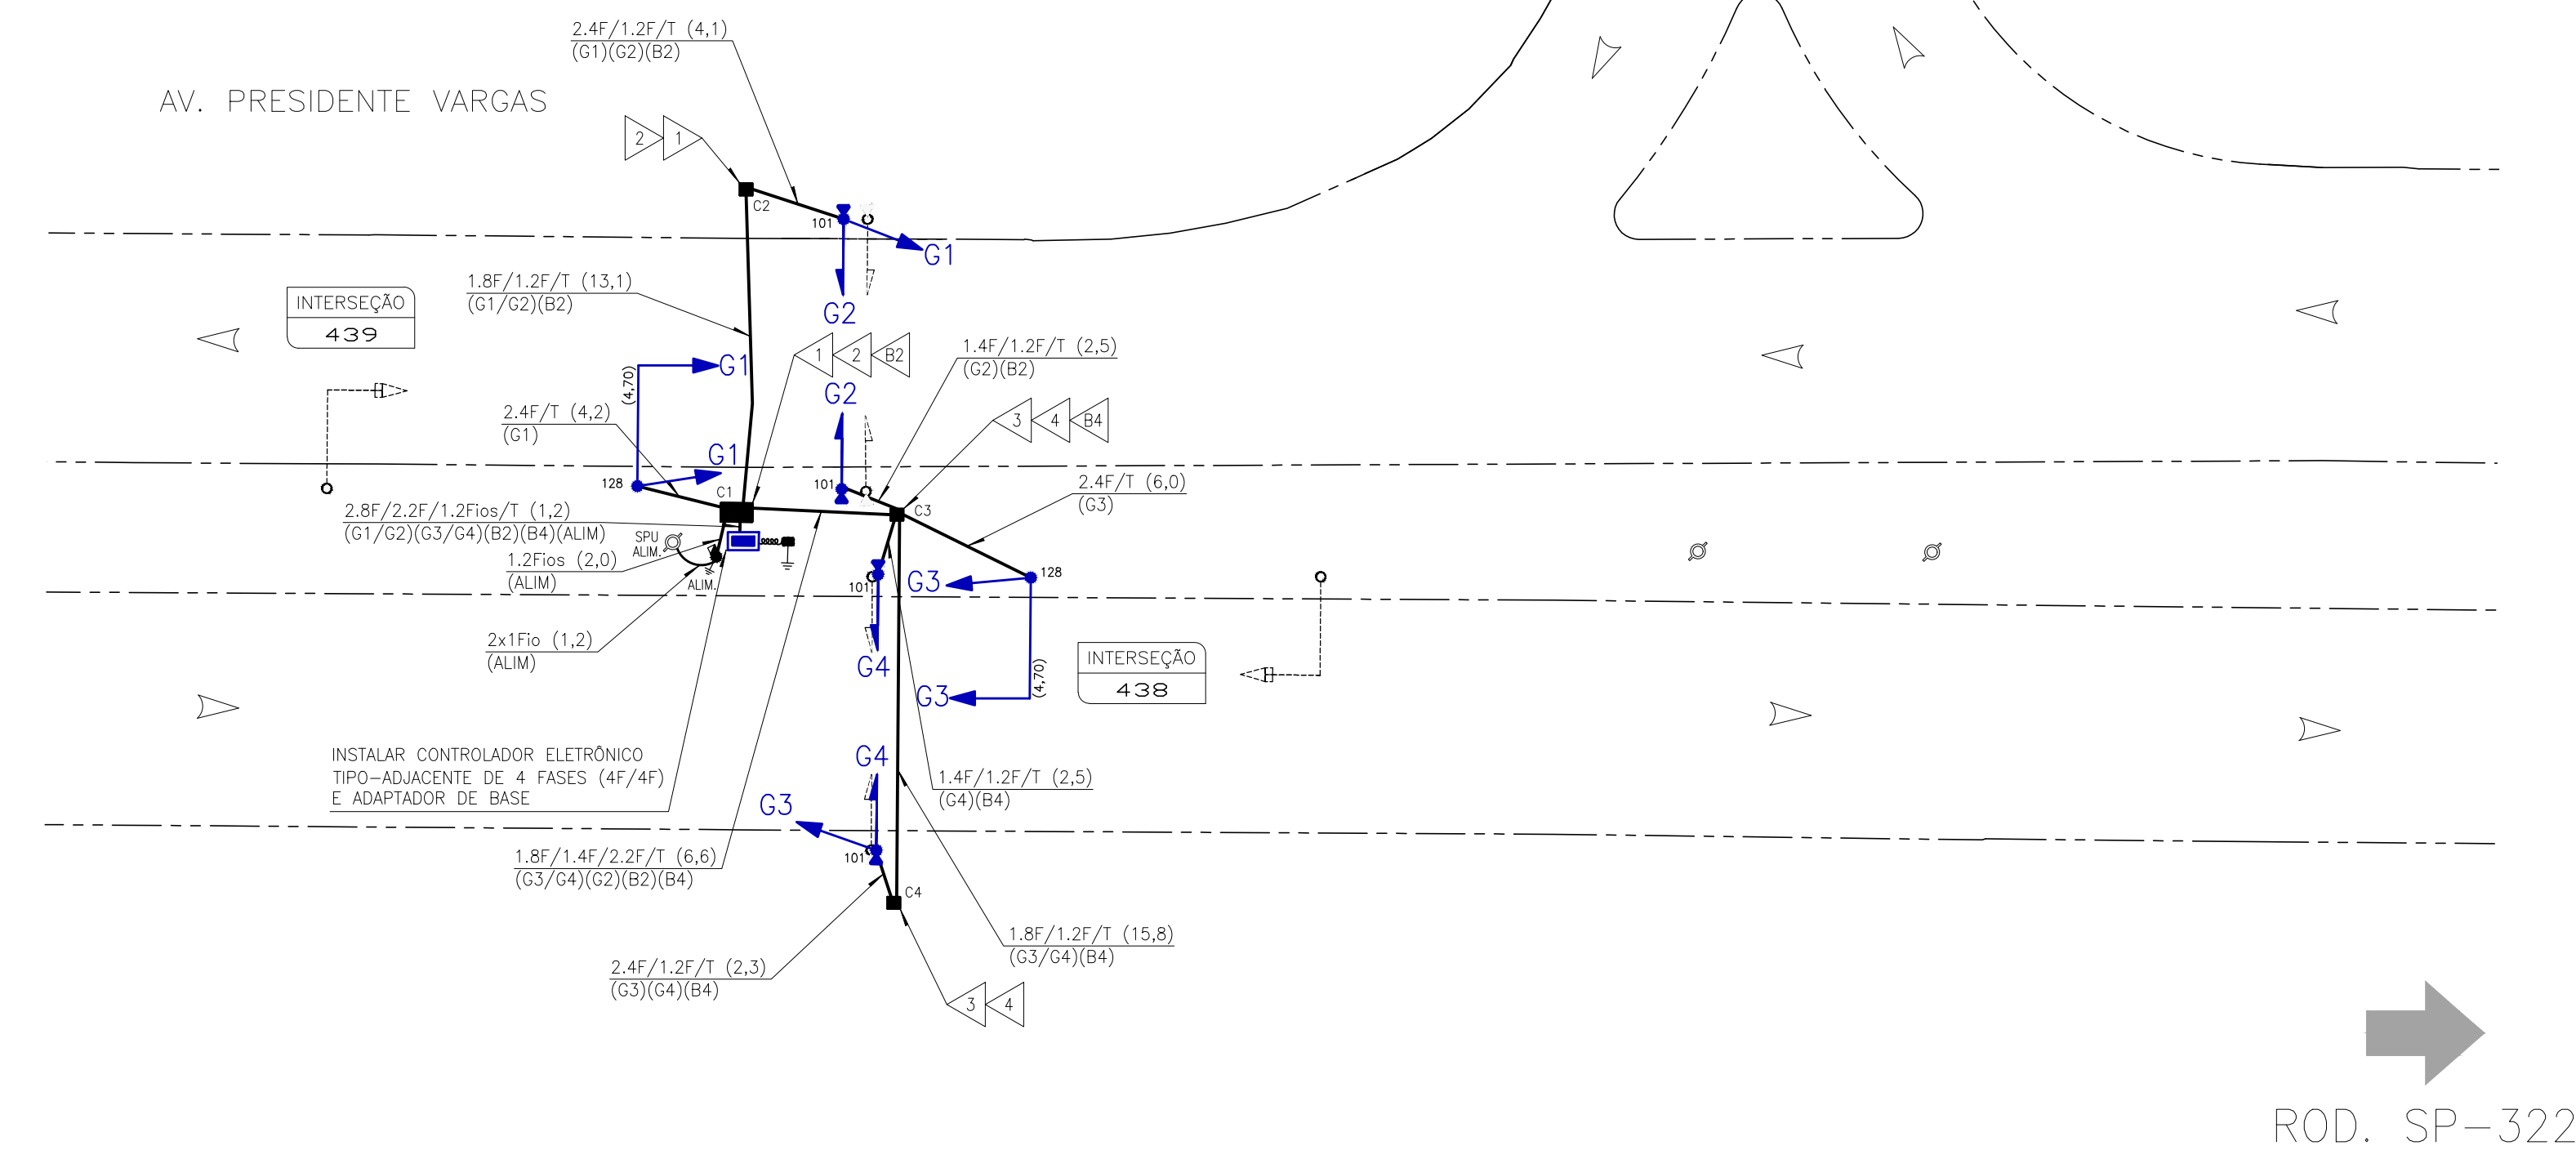 2.4F/1.2F/T (4,1)
(G1)(G2)(B2)
AV. PRESIDENTE VARGAS
2
1
C2
101
G1
1.8F/1.2F/T (13,1)
(G1/G2)(B2)
INTERSEÇÃO
439
G2
1
2
B2
1.4F/1.2F/T (2,5)
(G2)(B2)
G1
(4,70)
G2
2.4F/T (4,2)
(G1)
3
4
B4
G1
128
C1
101
2.4F/T (6,0)
(G3)
2.8F/2.2F/1.2Fios/T (1,2)
(G1/G2)(G3/G4)(B2)(B4)(ALIM)
C3
SPU
ALIM.
1.2Fios (2,0)
(ALIM)
ALIM.
101
G3
128
2x1Fio (1,2)
(ALIM)
G4
INTERSEÇÃO
438
(4,70)
G3
INSTALAR CONTROLADOR ELETRÔNICO
TIPO-ADJACENTE DE 4 FASES (4F/4F)
E ADAPTADOR DE BASE
G4
1.4F/1.2F/T (2,5)
(G4)(B4)
G3
1.8F/1.4F/2.2F/T (6,6)
(G3/G4)(G2)(B2)(B4)
101
C4
1.8F/1.2F/T (15,8)
(G3/G4)(B4)
2.4F/1.2F/T (2,3)
(G3)(G4)(B4)
3
4
ROD. SP-322